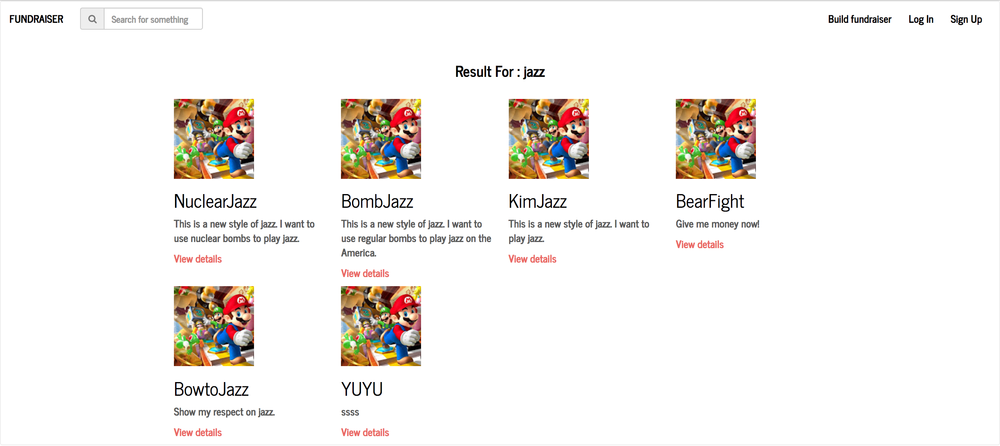 FUNDRAISER
Search for something
Build fundraiser
Log In
Sign Up
Result For : jazz
NuclearJazz
This is a new style of jazz. I want to
use nuclear bombs to play jazz.
View details
BombJazz
This is a new style of jazz. I want to
use regular bombs to play jazz on the
America.
View details
KimJazz
This is a new style of jazz. I want to
play jazz.
View details
BearFight
Give me money now!
View details
BowtoJazz
Show my respect on jazz.
View details
YUYU
ssss
View details